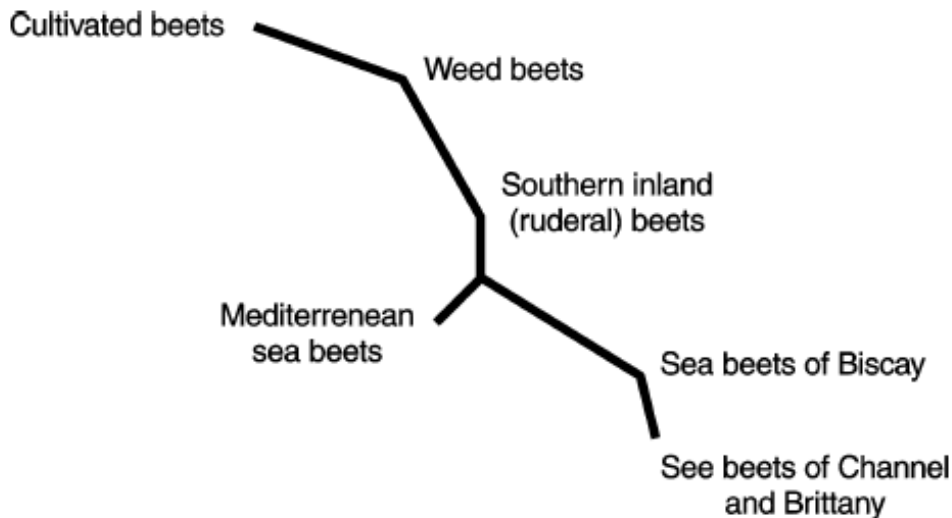 Cultivated beets
Weed beets
Southern inland
(ruderal) beets
Mediterrenean
sea beets
Sea beets of Biscay
See beets of Channel
and Brittany